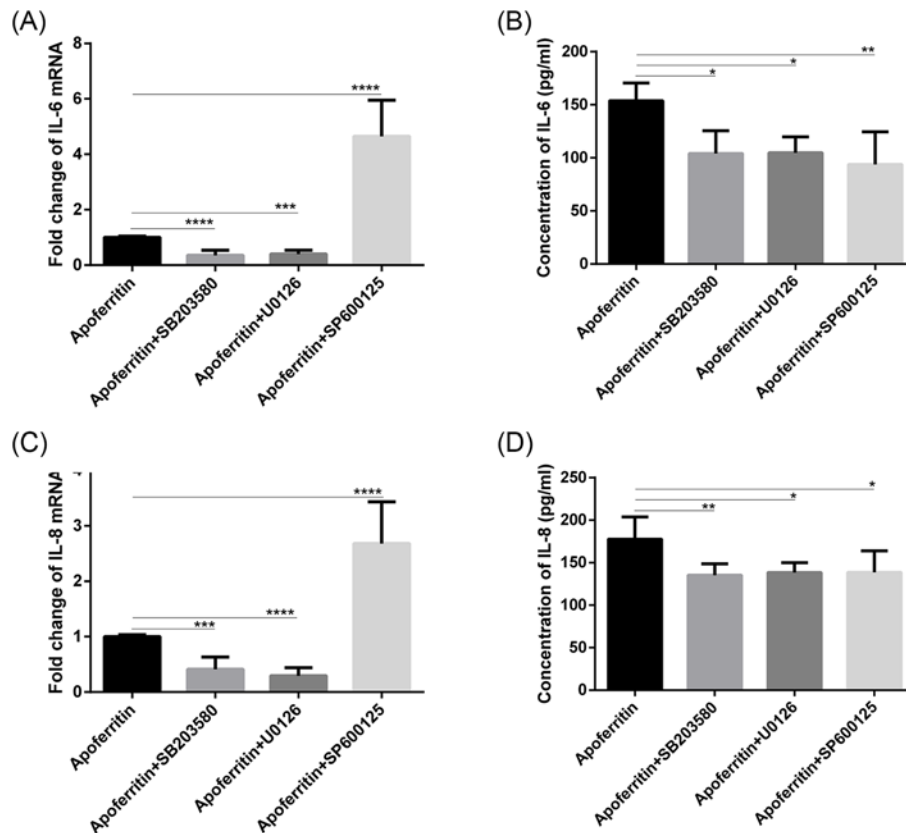 (A)
Fold change of IL-6 mRNA
8
6
4
2
0
****
***
****
Apoferritin
Apoferritin+SB203580
Apoferritin+U0126
Apoferritin+SP600125
(B)
Concentration of IL-6 (pg/ml)
200
150
100
50
0
**
*
*
Apoferritin
Apoferritin+SB203580
Apoferritin+U0126
Apoferritin+SP600125
(C)
Fold change of IL-8 mRNA
4
3
2
1
0
****
****
***
Apoferritin
Apoferritin+SB203580
Apoferritin+U0126
Apoferritin+SP600125
(D)
Concentration of IL-8 (pg/ml)
250
200
150
100
50
0
*
*
**
Apoferritin
Apoferritin+SB203580
Apoferritin+U0126
Apoferritin+SP600125